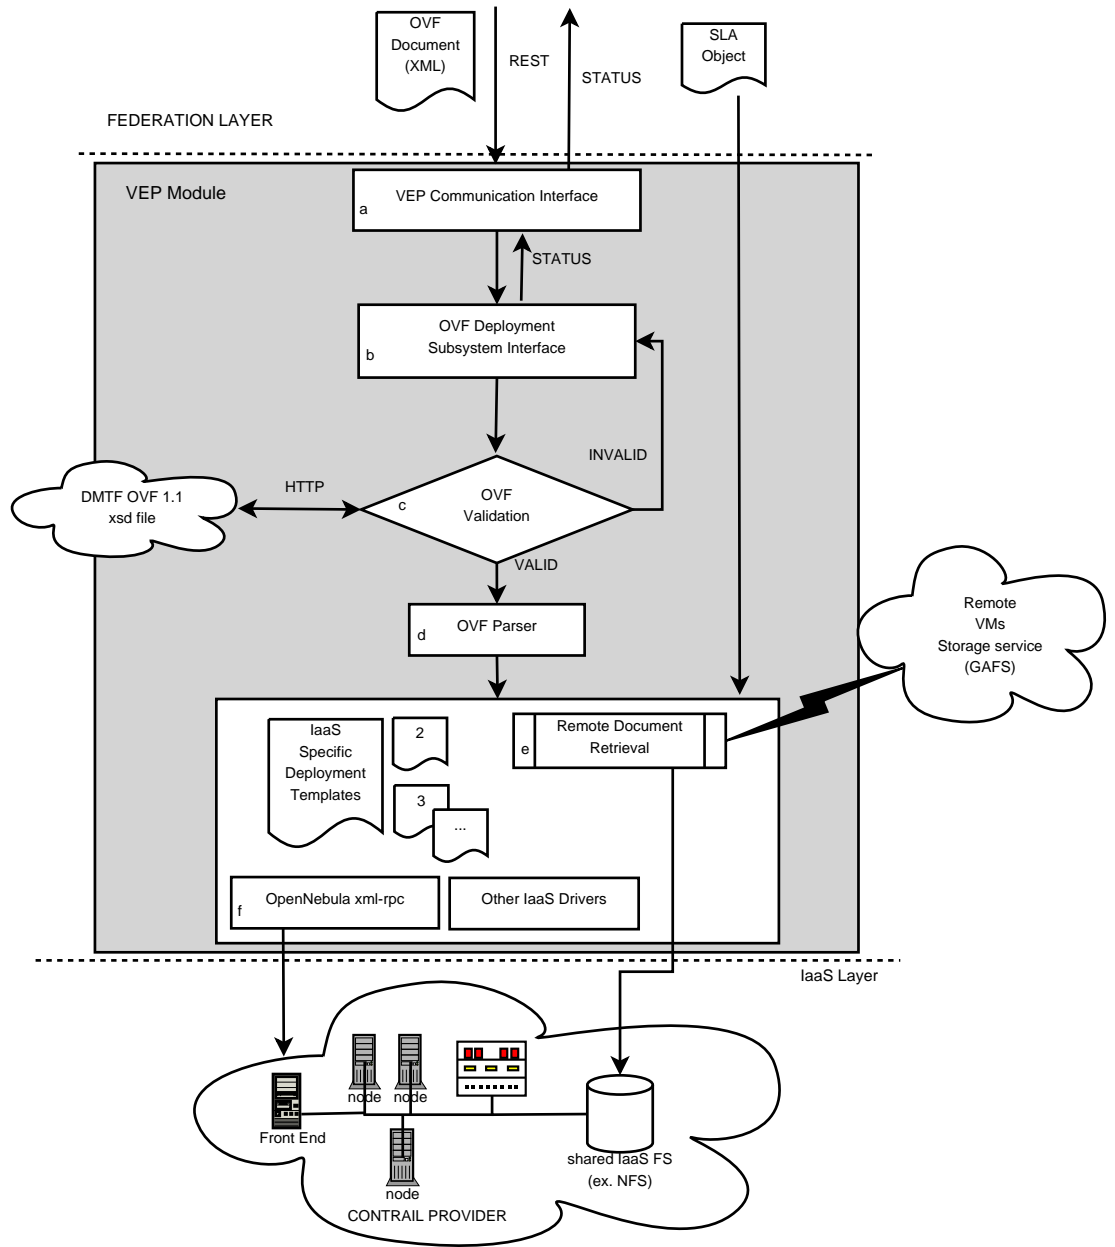 OVF
Document
(XML)
REST
STATUS
SLA
Object
FEDERATION LAYER
VEP Module
VEP Communication Interface
a
STATUS
OVF Deployment
Subsystem Interface
b
INVALID
HTTP
DMTF OVF 1.1
xsd file
c
OVF
Validation
VALID
OVF Parser
d
Remote
VMs
Storage service
(GAFS)
IaaS
Specific
Deployment
Templates
2
3
...
e
Remote Document
Retrieval
OpenNebula xml-rpc
f
Other IaaS Drivers
IaaS Layer
node
node
Front End
node
shared IaaS FS
(ex. NFS)
CONTRAIL PROVIDER